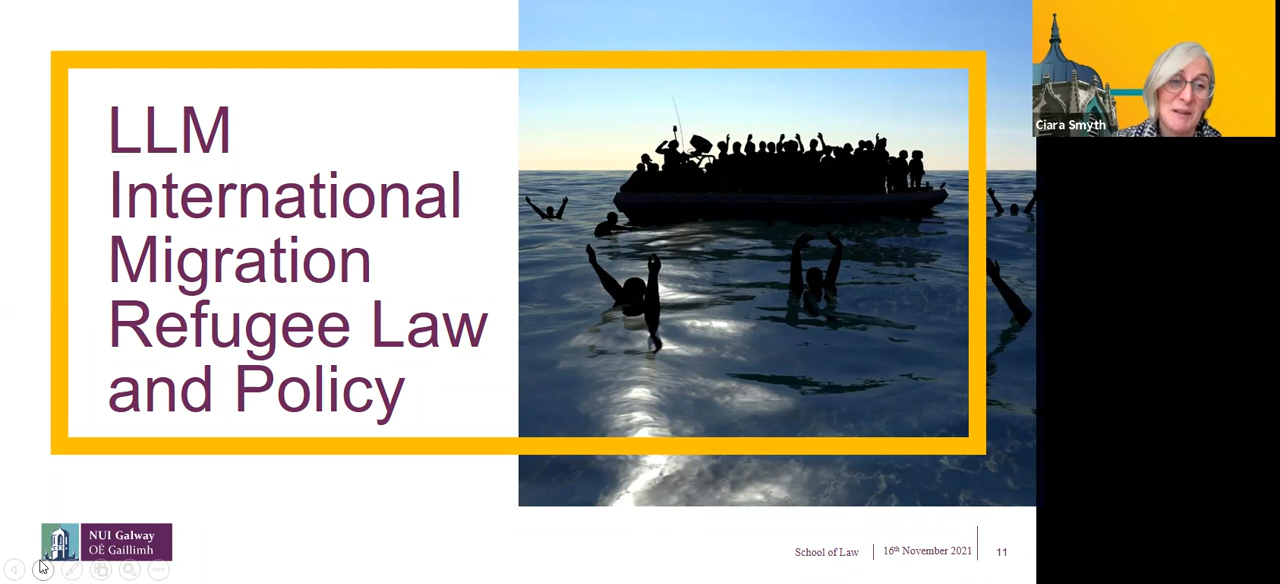 LLM
International
Migration
Refugee Law
and Policy
Ciara Smyth
NUI Galway
OÉ Gaillimh
School of Law
16th November 2021
11